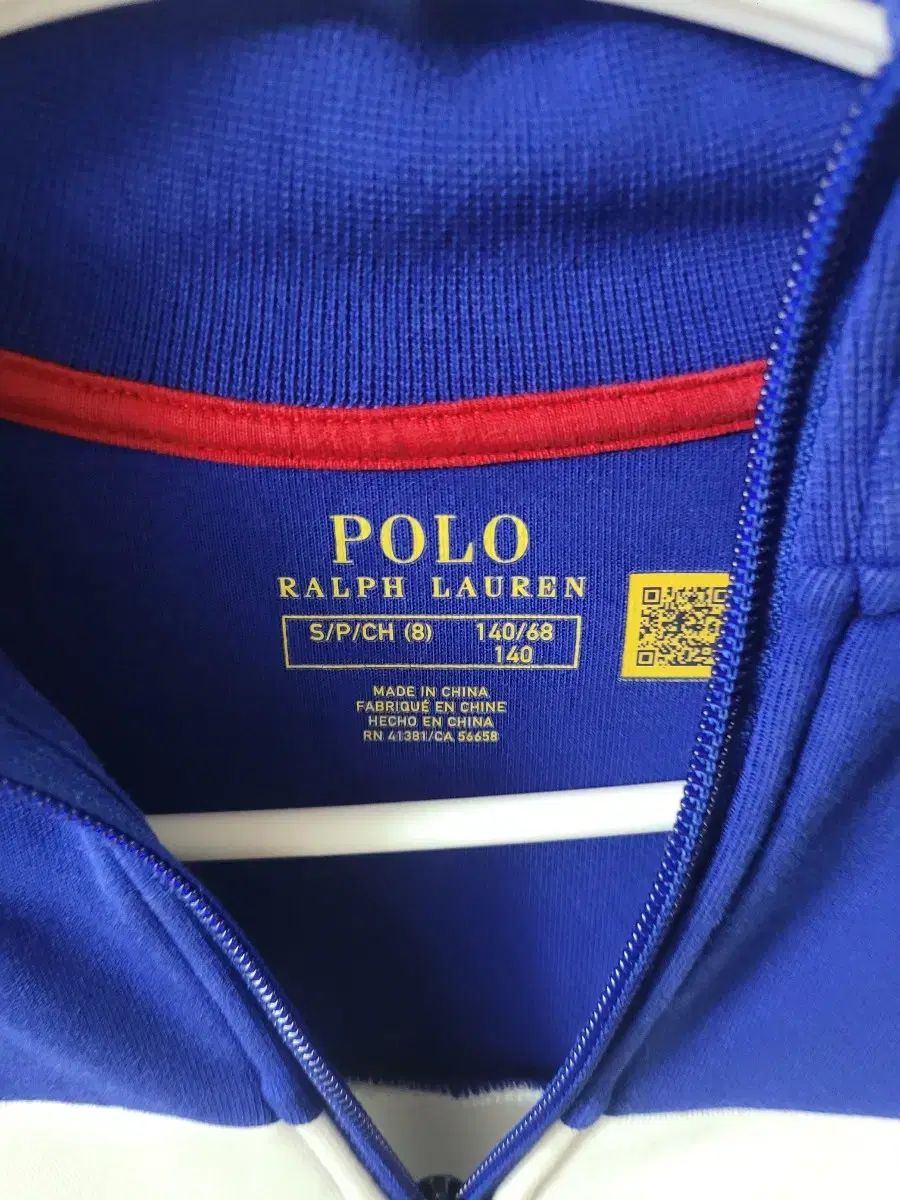 POLO
RALPH LAUREN
S/P/CH (8) 140/68
140
MADE IN CHINA
FABRIQUÉ EN CHINE
HECHO EN CHINA
RN 41381/CA 56658